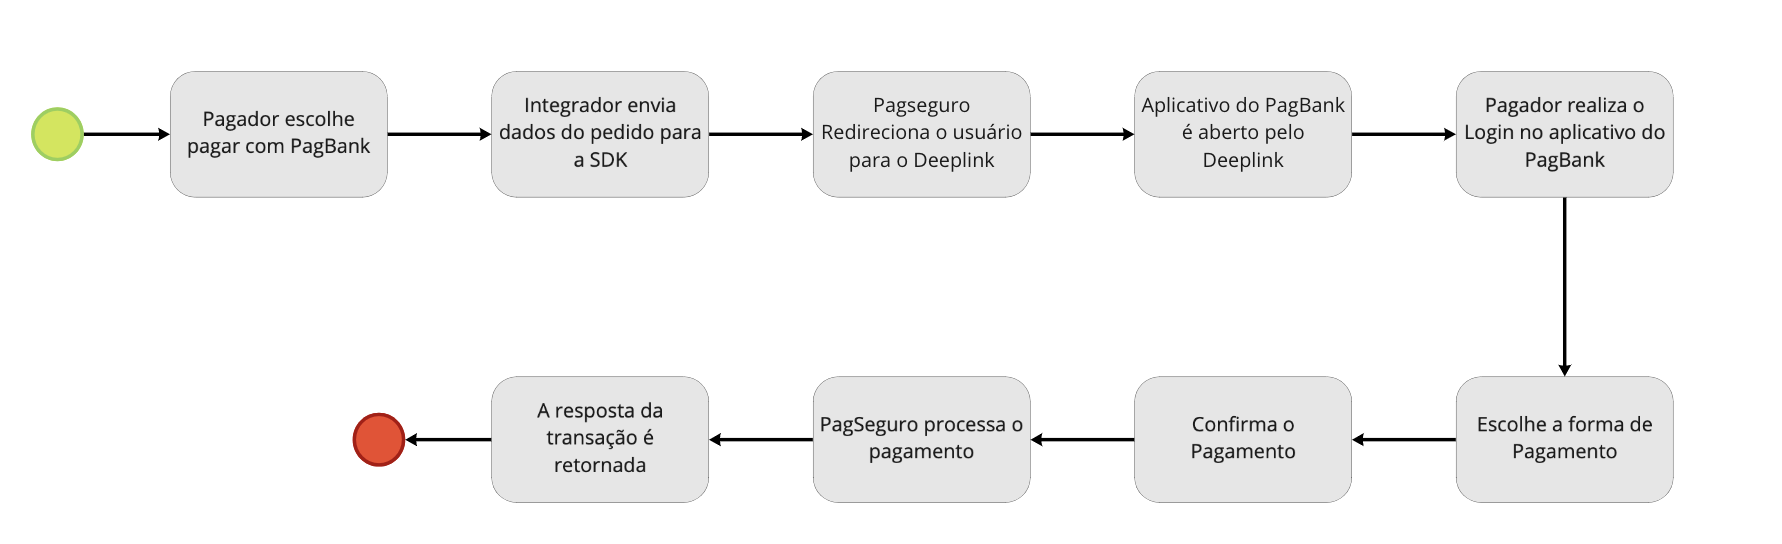 Pagador escolhe
pagar com PagBank
Integrador envia
dados do pedido para
a SDK
Pagseguro
Redireciona o usuário
para o Deeplink
Aplicativo do PagBank
é aberto pelo
Deeplink
Pagador realiza o
Login no aplicativo do
PagBank
Escolhe a forma de
Pagamento
Confirma o
Pagamento
PagSeguro processa o
pagamento
A resposta da
transação é
retornada